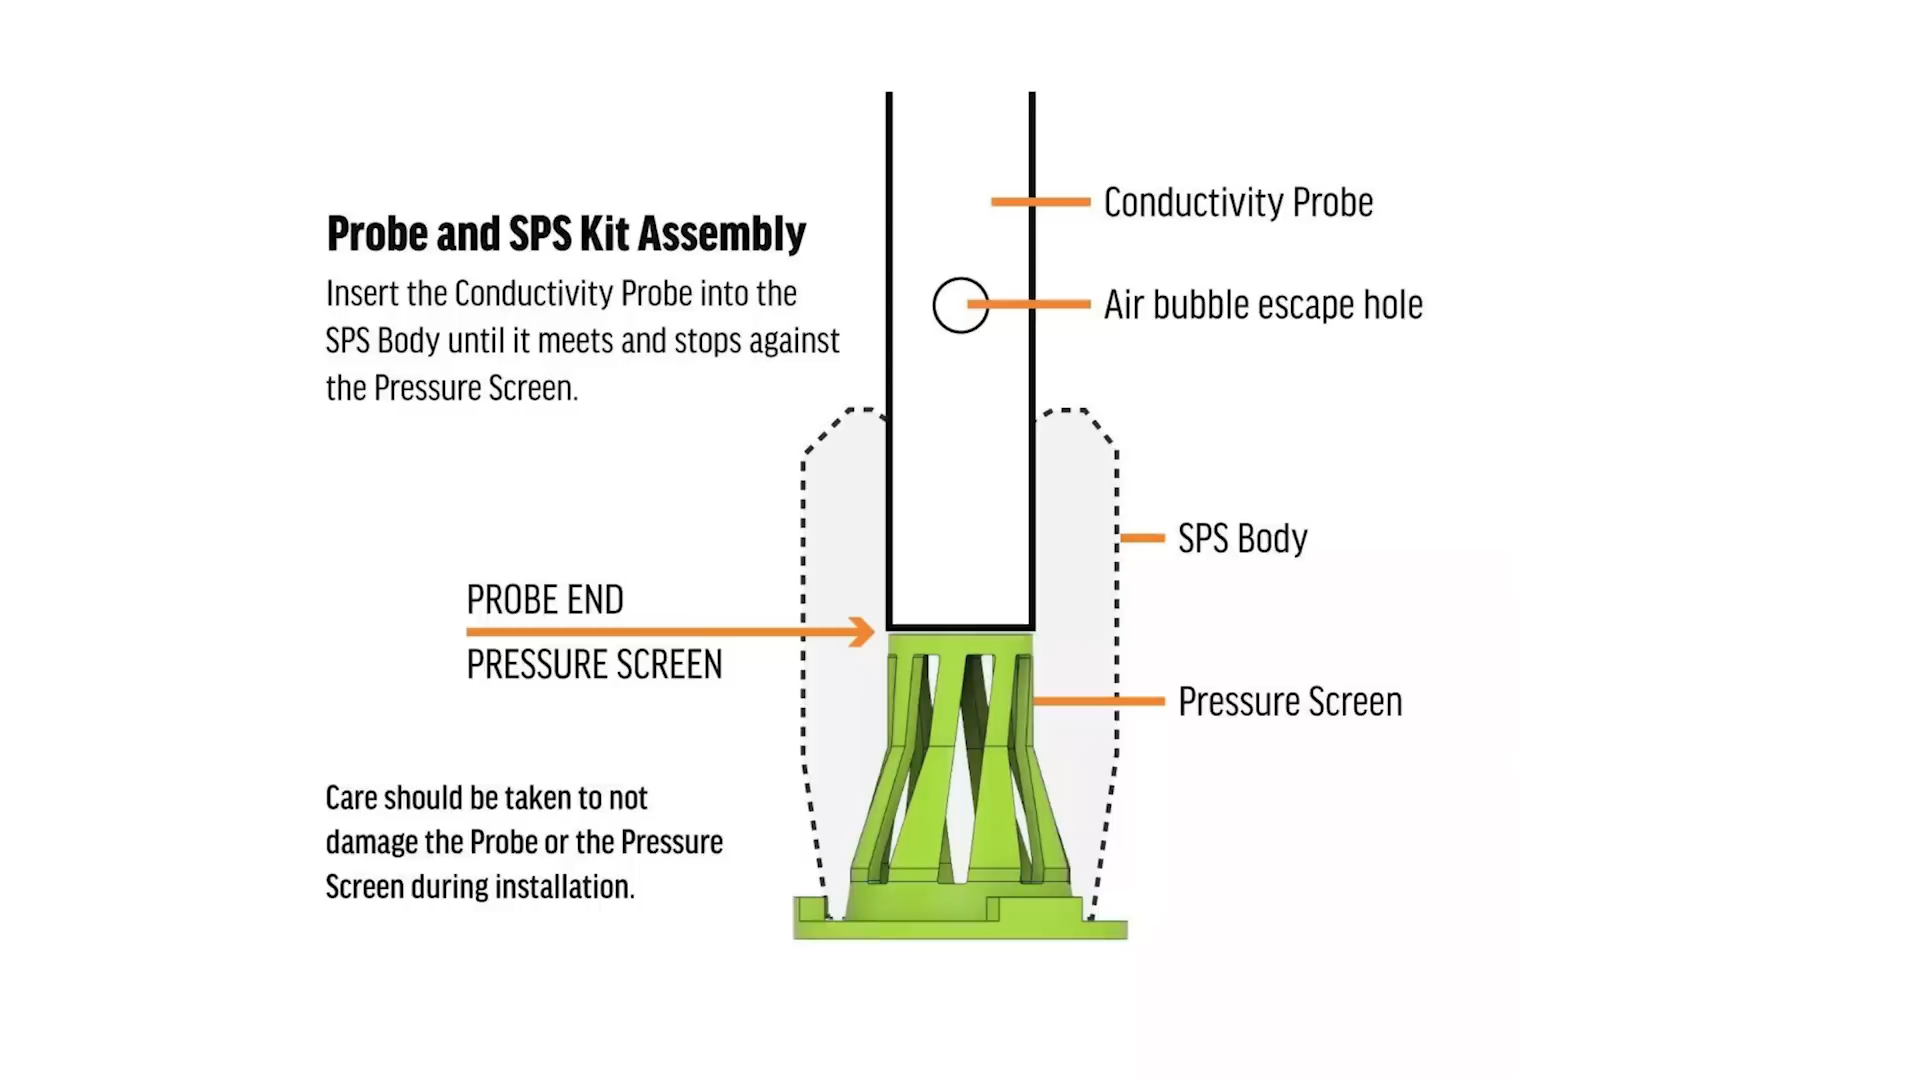 Probe and SPS Kit Assembly
Insert the Conductivity Probe into the
SPS Body until it meets and stops against
the Pressure Screen.
Conductivity Probe
Air bubble escape hole
SPS Body
PROBE END
PRESSURE SCREEN
Pressure Screen
Care should be taken to not
damage the Probe or the Pressure
Screen during installation.